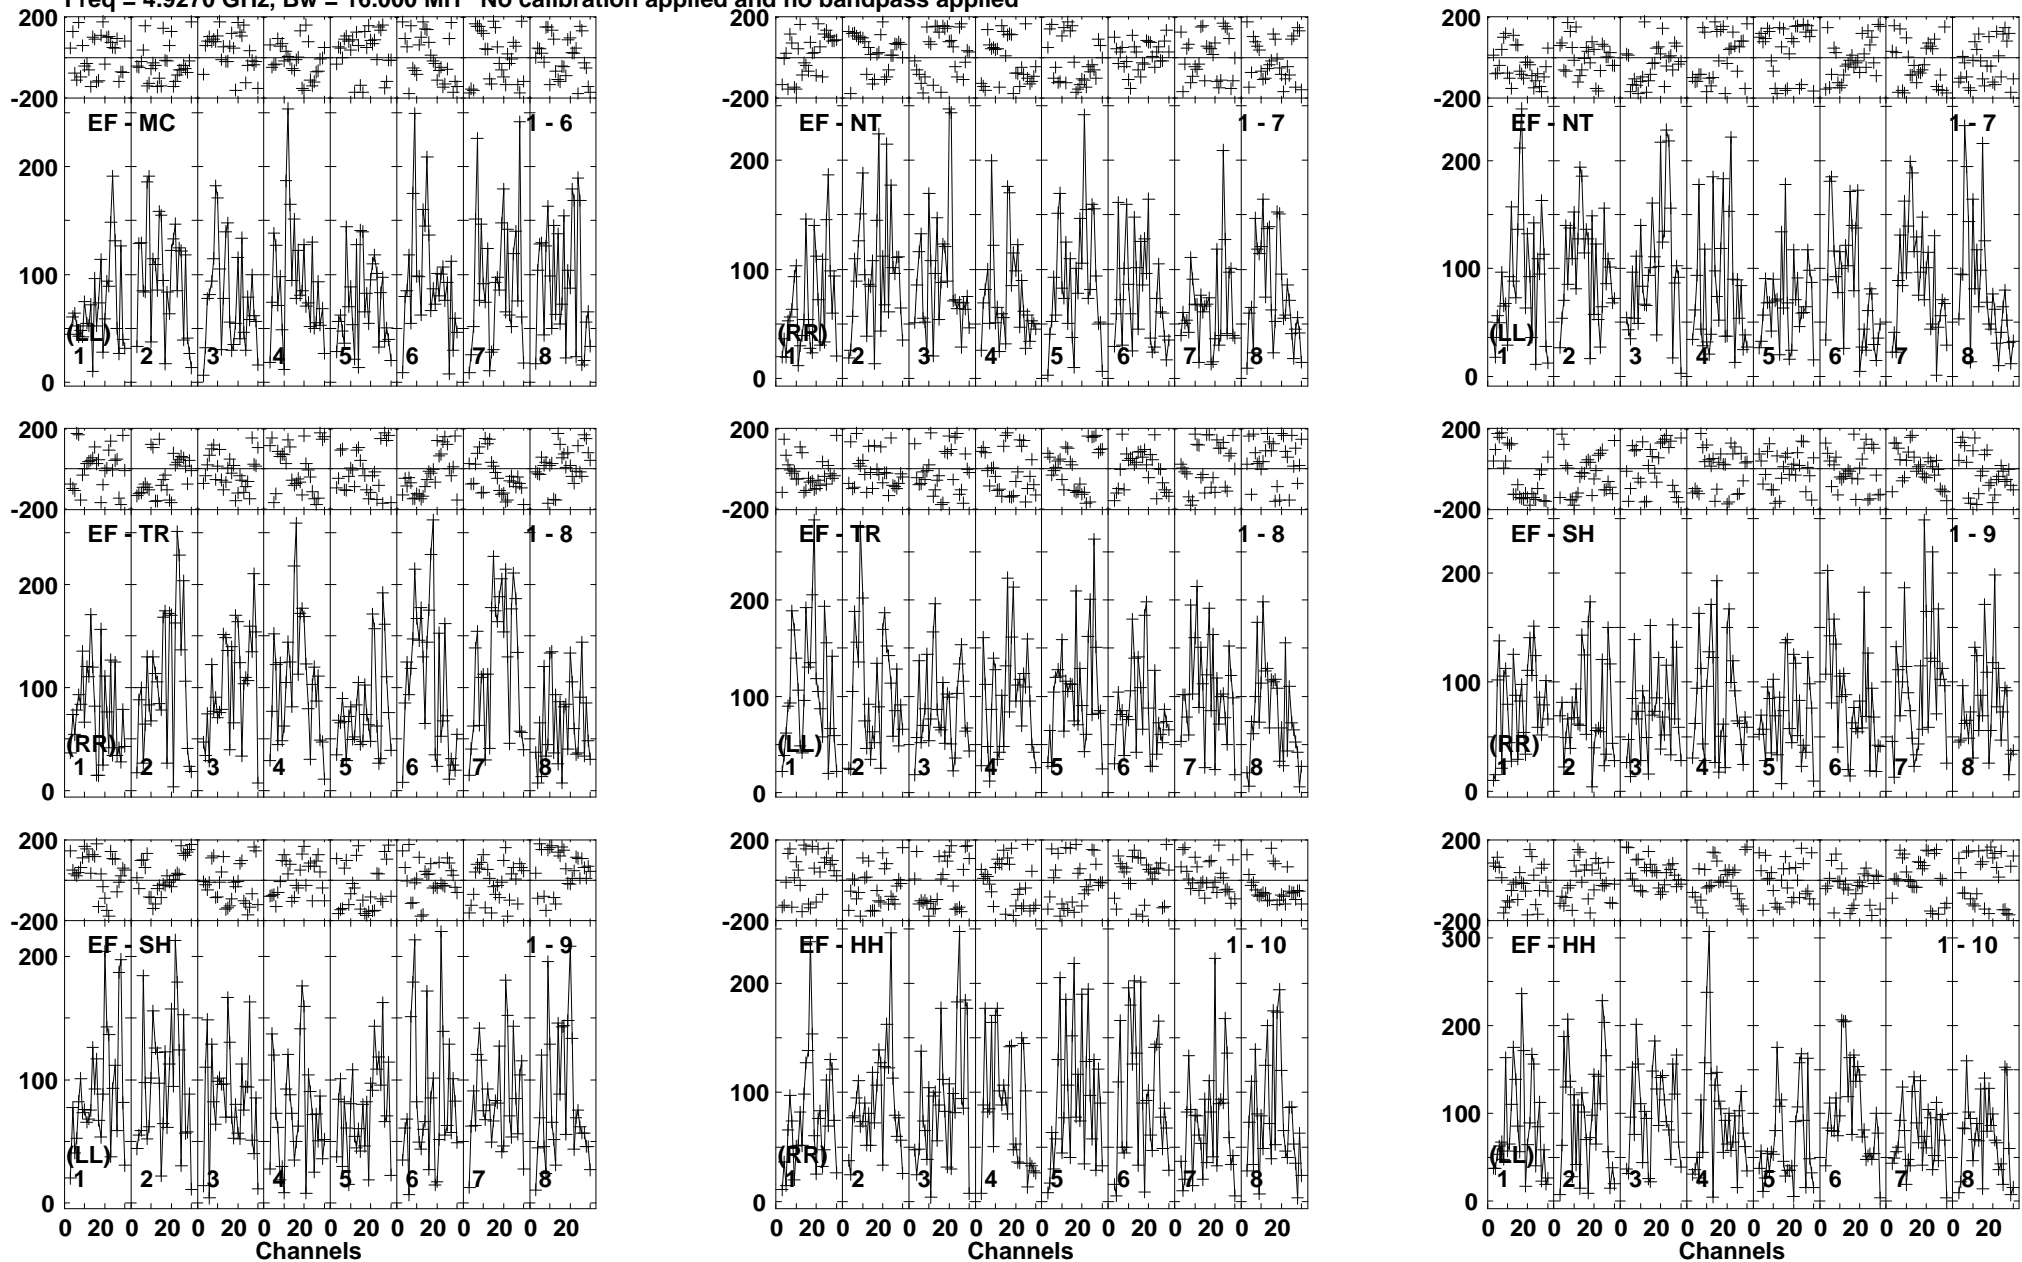 Freq = 4.9270 GHz, Bw = 16.000 MH No calibration applied and no bandpass applied
200 200 200
-200 -200 -200
EF - MC 1 - 6 EF - NT 1 - 7 EF - NT 1 - 7
200 200 200
100 100 100
(LL) (RR) (LL)
1 2 3 4 5 6 7 8 1 2 3 4 5 6 7 8 1 2 3 4 5 6 7 8
0 0 0
200 200 200
-200 -200 -200
EF - TR 1 - 8 EF - TR 1 - 8 EF - SH 1 - 9
200 200 200
100 100 100
(RR) (LL) (RR)
1 2 3 4 5 6 7 8 1 2 3 4 5 6 7 8 1 2 3 4 5 6 7 8
0 0 0
200 200 200
-200 -200 -200
EF - SH 1 - 9 EF - HH 1 - 10 300 EF - HH 1 - 10
200 200 200
100 100 100
(LL) (RR) (LL)
1 2 3 4 5 6 7 8 1 2 3 4 5 6 7 8 1 2 3 4 5 6 7 8
0 0 0
0 20 0 20 0 20 0 20 0 20 0 20 0 20 0 20 0 20 0 20 0 20 0 20 0 20 0 20 0 20 0 20 0 20 0 20 0 20 0 20 0 20 0 20 0 20 0 20
Channels Channels Channels